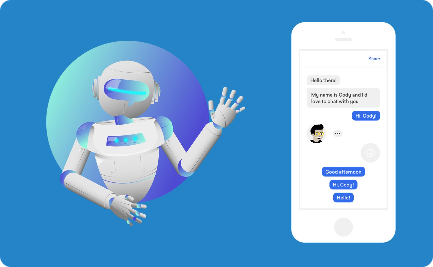 Hello there!
My name is Cody and I'd
love to chat with you
Hi, Cody!
Good afternoon
Hi, Cody!
Hello!